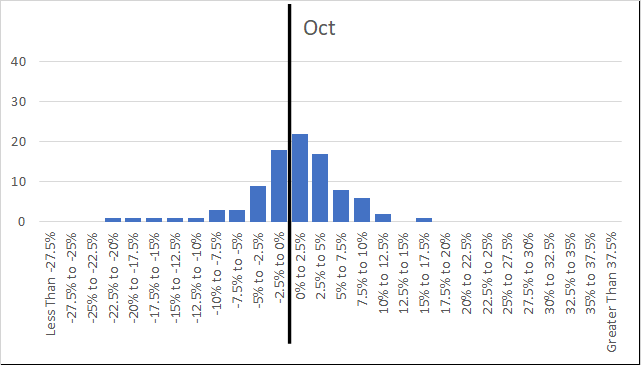 Oct
40
30
20
10
0
Less Than -27.5%
-27.5% to -25%
-25% to -22.5%
-22.5% to -20%
-20% to -17.5%
-17.5% to -15%
-15% to -12.5%
-12.5% to -10%
-10% to -7.5%
-7.5% to -5%
-5% to -2.5%
-2.5% to 0%
0% to 2.5%
2.5% to 5%
5% to 7.5%
7.5% to 10%
10% to 12.5%
12.5% to 15%
15% to 17.5%
17.5% to 20%
20% to 22.5%
22.5% to 25%
25% to 27.5%
27.5% to 30%
30% to 32.5%
32.5% to 35%
35% to 37.5%
Greater Than 37.5%